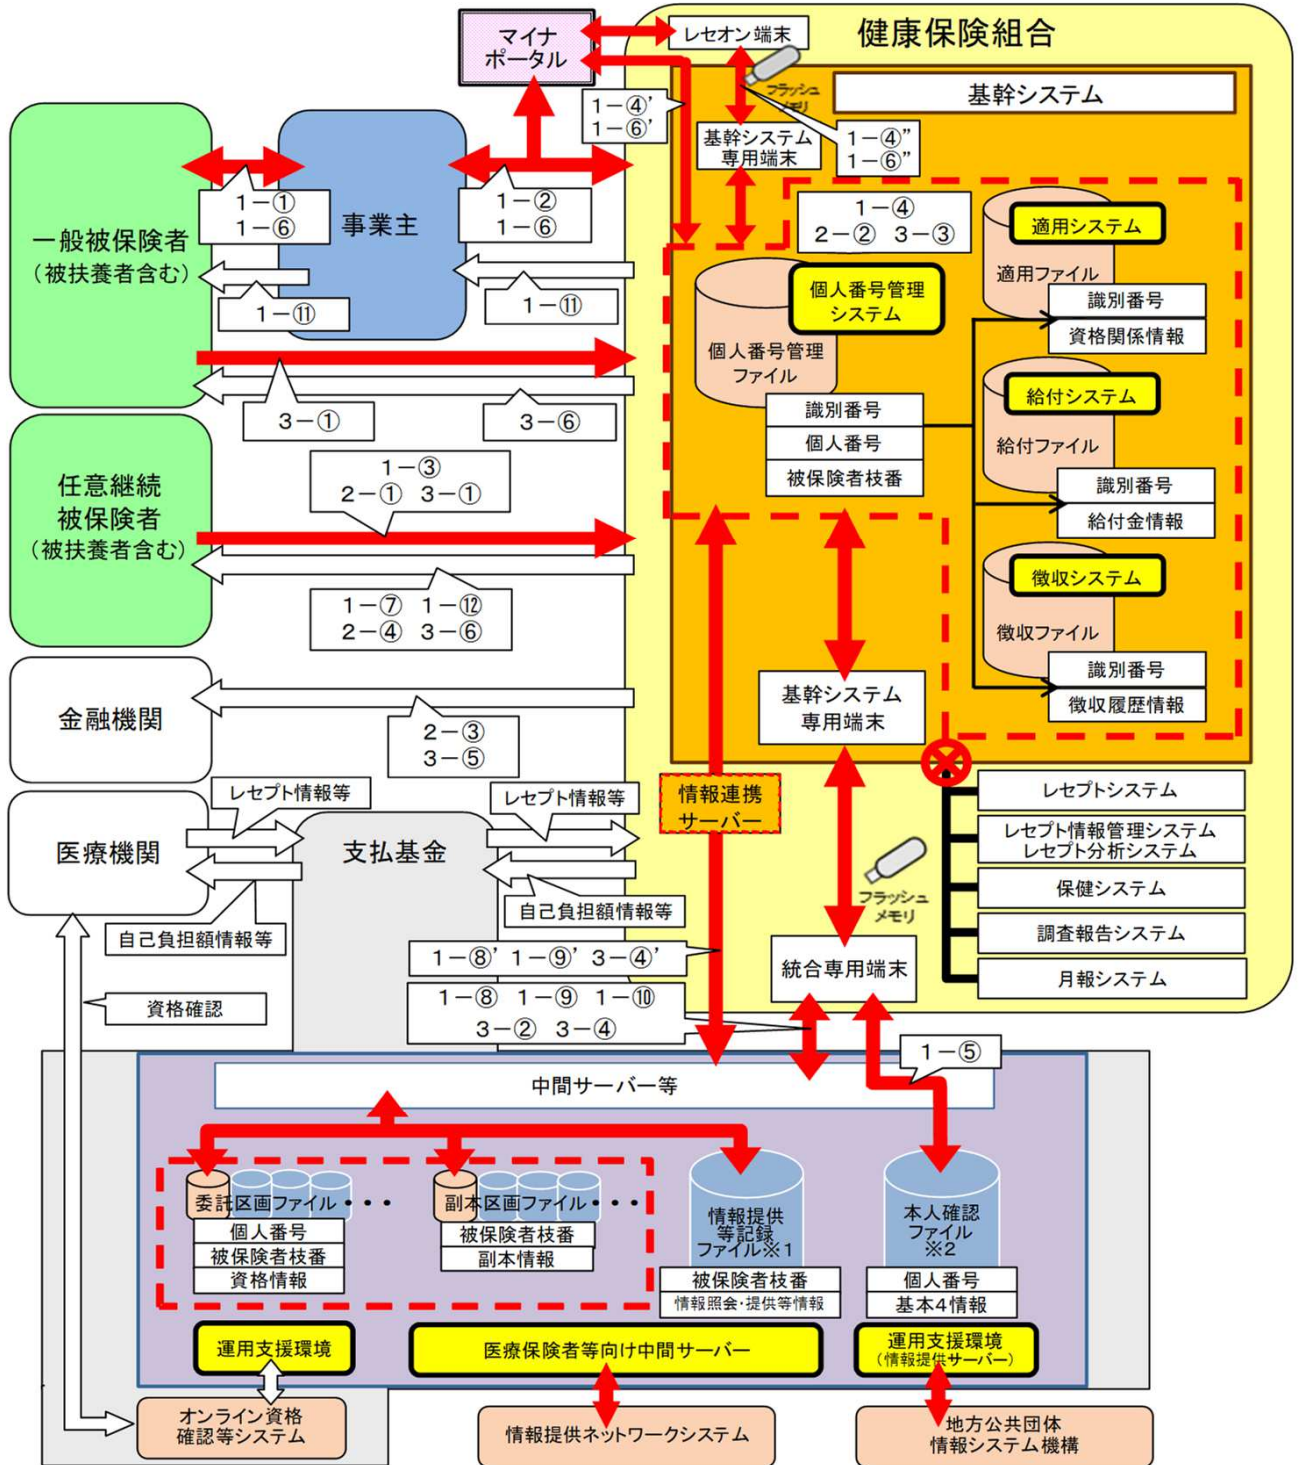 マイナ
ポータル
レセオン端末
健康保険組合
フラッシュ
メモリ
基幹システム
1-④’
1-⑥’
基幹システム
専用端末
1-④”
1-⑥”
一般被保険者
(被扶養者含む)
1-①
1-⑥
事業主
1-②
1-⑥
1-④
2-② 3-③
適用システム
適用ファイル
識別番号
資格関係情報
個人番号管理
システム
個人番号管理
ファイル
識別番号
個人番号
被保険者枝番
1-⑪
1-⑪
給付システム
給付ファイル
識別番号
給付金情報
3-①
3-⑥
任意継続
被保険者
(被扶養者含む)
1-③
2-① 3-①
1-⑦ 1-⑫
2-④ 3-⑥
徴収システム
徴収ファイル
識別番号
徴収履歴情報
金融機関
2-③
3-⑤
基幹システム
専用端末
医療機関
レセプト情報等
レセプト情報等
支払基金
自己負担額情報等
自己負担額情報等
情報連携
サーバー
フラッシュ
メモリ
レセプトシステム
レセプト情報管理システム
レセプト分析システム
保健システム
調査報告システム
月報システム
1-⑧’ 1-⑨’ 3-④’
1-⑧ 1-⑨ 1-⑩
3-② 3-④
統合専用端末
資格確認
1-⑤
中間サーバー等
委託区画ファイル・・・
個人番号
被保険者枝番
資格情報
副本区画ファイル・・・
被保険者枝番
副本情報
情報提供
等記録
ファイル※1
被保険者枝番
情報照会・提供等情報
本人確認
ファイル
※2
個人番号
基本4情報
運用支援環境
医療保険者等向け中間サーバー
運用支援環境
(情報提供サーバー)
オンライン資格
確認等システム
情報提供ネットワークシステム
地方公共団体
情報システム機構